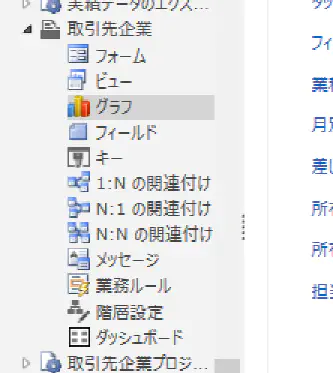 実績データのエクス...
取引先企業
フォーム
ビュー
グラフ
フィールド
キー
1:N の関連付け
N:1 の関連付け
N:N の関連付け
メッセージ
業務ルール
階層設定
ダッシュボード
取引先企業プロジ...
フィ
月
差
所
所
担